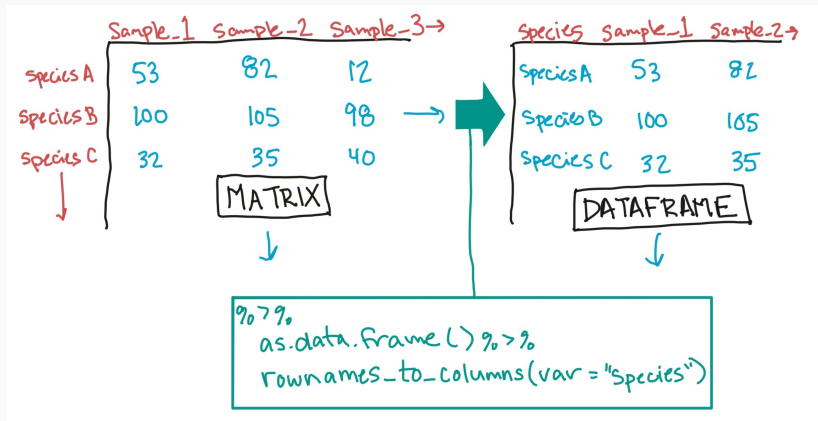 Sample_1 Sample_2 Sample_3
Species A 53 82 12
Species B 100 105 98
Species C 32 35 40
MATRIX
Species Sample_1 Sample_2
Species A 53 82
Species B 100 105
Species C 32 35
DATAFRAME
%>%
as.data.frame() %>%
rownames_to_columns(var = "Species")